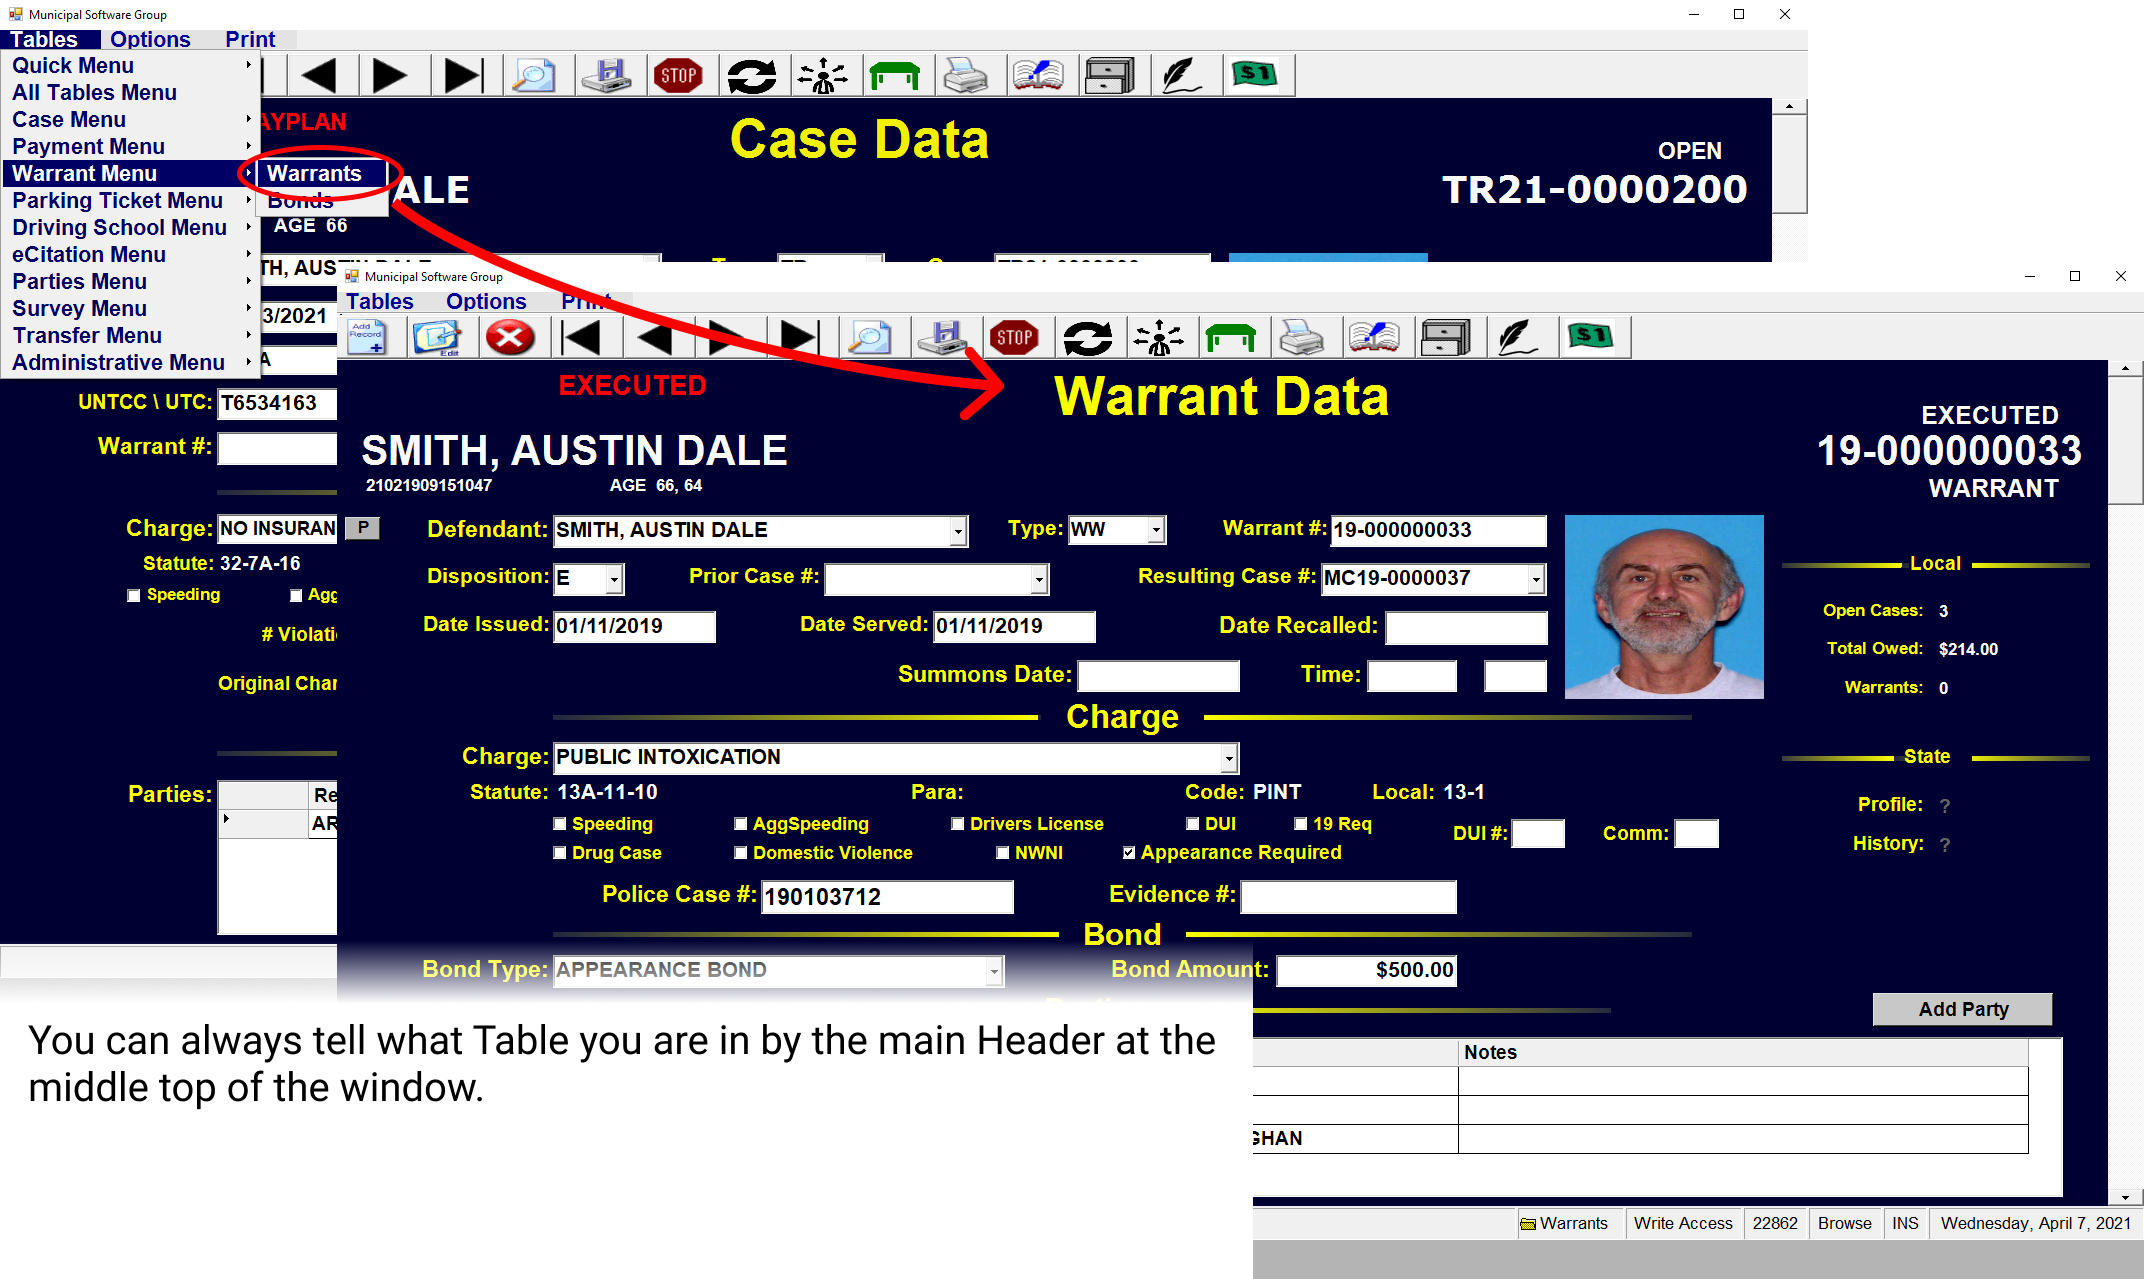 Municipal Software Group
Tables Options Print
Quick Menu
All Tables Menu
Case Menu
Payment Menu
Warrant Menu
Parking Ticket Menu
Driving School Menu
eCitation Menu
Parties Menu
Survey Menu
Transfer Menu
Administrative Menu
Warrants
Bonds
STOP
$1
Case Data
OPEN
TR21-0000200
AGE 66
UNTCC \ UTC: T6534163
Warrant #:
Charge: NO INSURAN
P
Statute: 32-7A-16
Speeding
# Violati
Original Char
Parties:
Municipal Software Group
Tables Options Print
Add Record
Edit
STOP
$1
EXECUTED
Warrant Data
EXECUTED
SMITH, AUSTIN DALE
19-000000033
21021909151047 AGE 66, 64
WARRANT
Defendant: SMITH, AUSTIN DALE Type: WW Warrant #: 19-000000033
Disposition: E Prior Case #: Resulting Case #: MC19-0000037
Date Issued: 01/11/2019 Date Served: 01/11/2019 Date Recalled:
Summons Date: Time:
Local
Open Cases: 3
Total Owed: $214.00
Warrants: 0
State
Profile: ?
History: ?
Charge
Charge: PUBLIC INTOXICATION
Statute: 13A-11-10 Para: Code: PINT Local: 13-1
Speeding AggSpeeding Drivers License DUI 19 Req DUI #: Comm:
Drug Case Domestic Violence NWNI Appearance Required
Police Case #: 190103712 Evidence #:
Bond
Bond Type: APPEARANCE BOND Bond Amount: $500.00
Add Party
Notes
GHAN
You can always tell what Table you are in by the main Header at the
middle top of the window.
Warrants Write Access 22862 Browse INS Wednesday, April 7, 2021